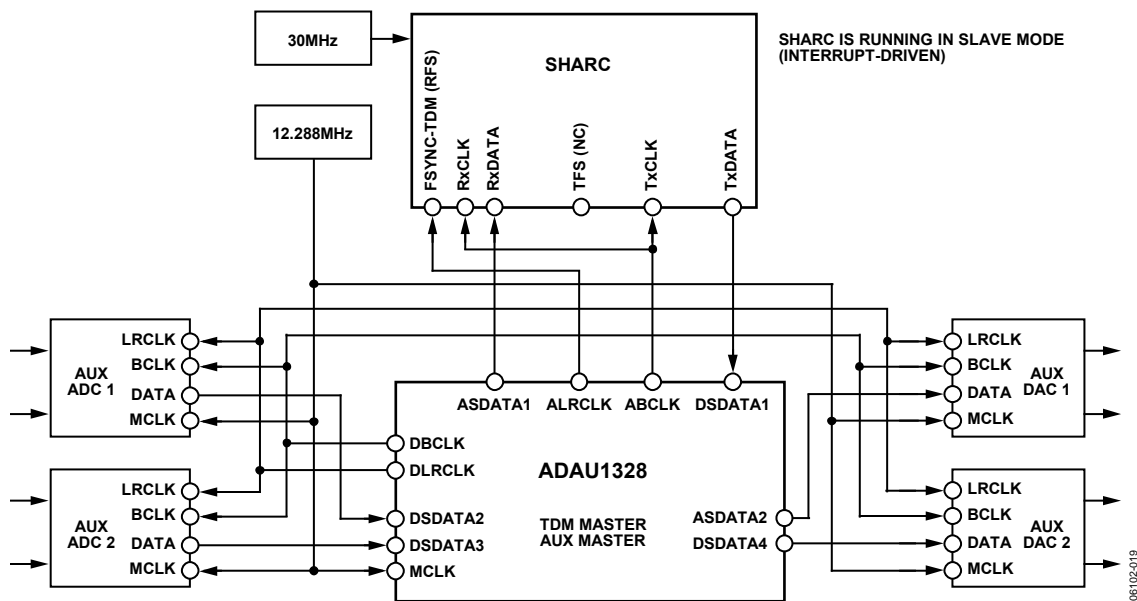 30MHz
12.288MHz
SHARC
SHARC IS RUNNING IN SLAVE MODE
(INTERRUPT-DRIVEN)
FSYNC-TDM (RFS)
RxCLK
RxDATA
TFS (NC)
TxCLK
TxDATA
AUX
ADC 1
LRCLK
BCLK
DATA
MCLK
AUX
ADC 2
LRCLK
BCLK
DATA
MCLK
ASDATA1
ALRCLK
ABCLK
DSDATA1
DBCLK
DLRCLK
DSDATA2
DSDATA3
MCLK
ADAU1328
TDM MASTER
AUX MASTER
ASDATA2
DSDATA4
LRCLK
BCLK
DATA
MCLK
AUX
DAC 1
LRCLK
BCLK
DATA
MCLK
AUX
DAC 2
06102-019